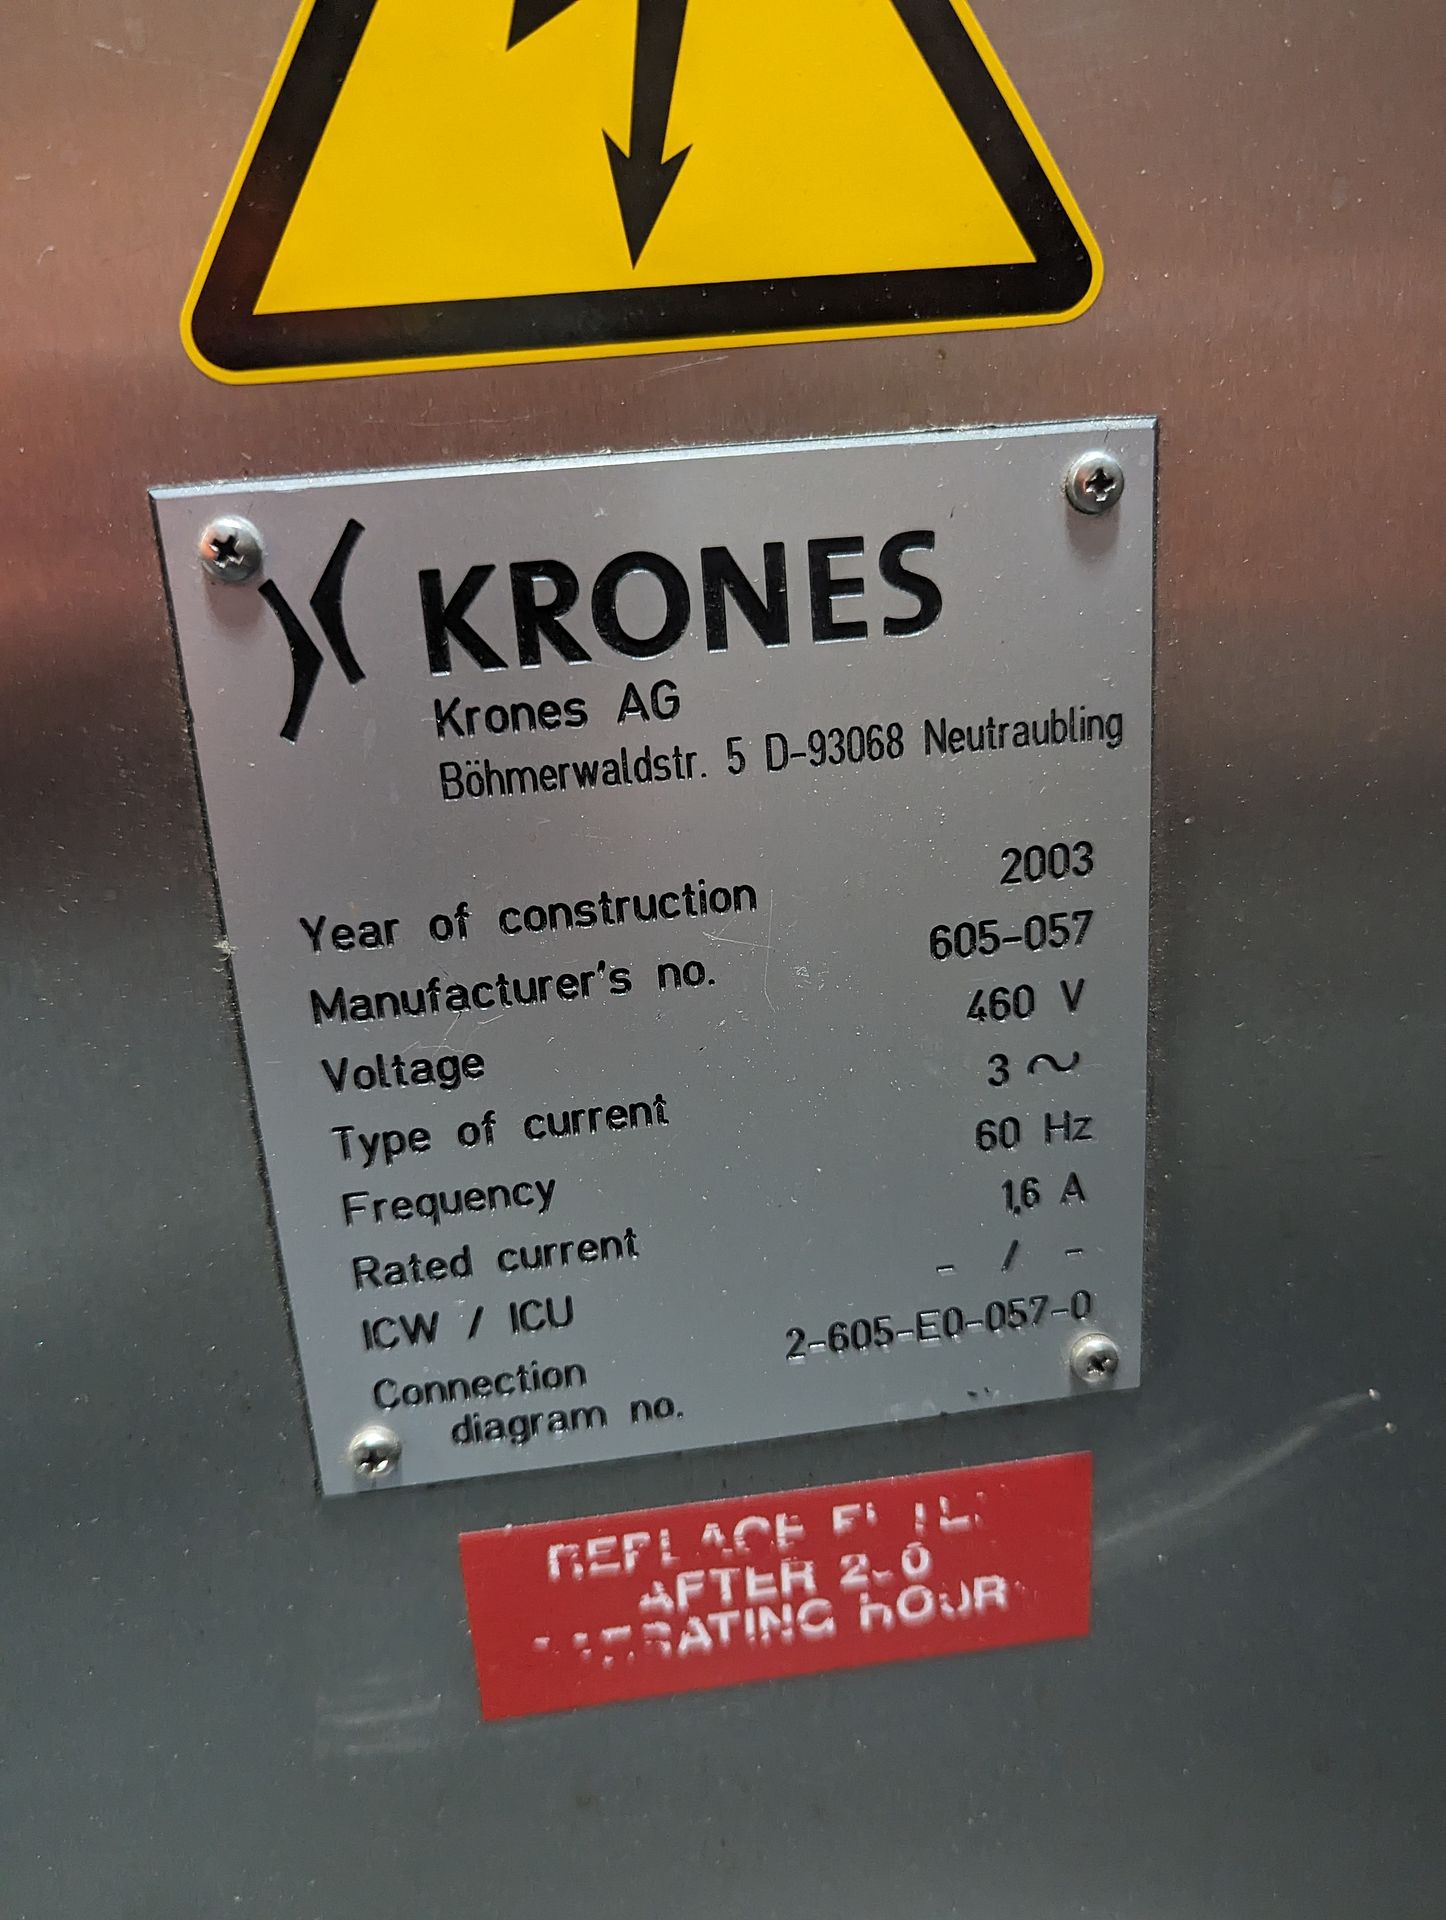 KRONES
Krones AG
Böhmerwaldstr. 5 D-93068 Neutraubling
Year of construction 2003
Manufacturer's no. 605-057
Voltage 460 V
Type of current 3 ~
Frequency 60 Hz
Rated current 1,6 A
ICW / ICU - / -
Connection 2-605-E0-057-0
diagram no.
REPLACE
AFTER